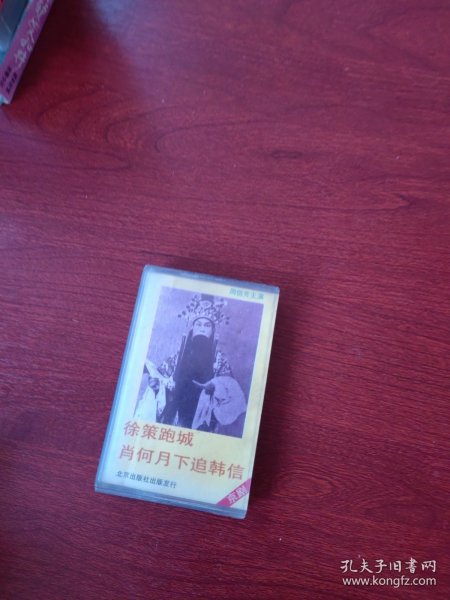 周信芳主演
徐策跑城
肖何月下追韩信
北京出版社出版发行
京剧
孔夫子旧书网
www.kongfz.com